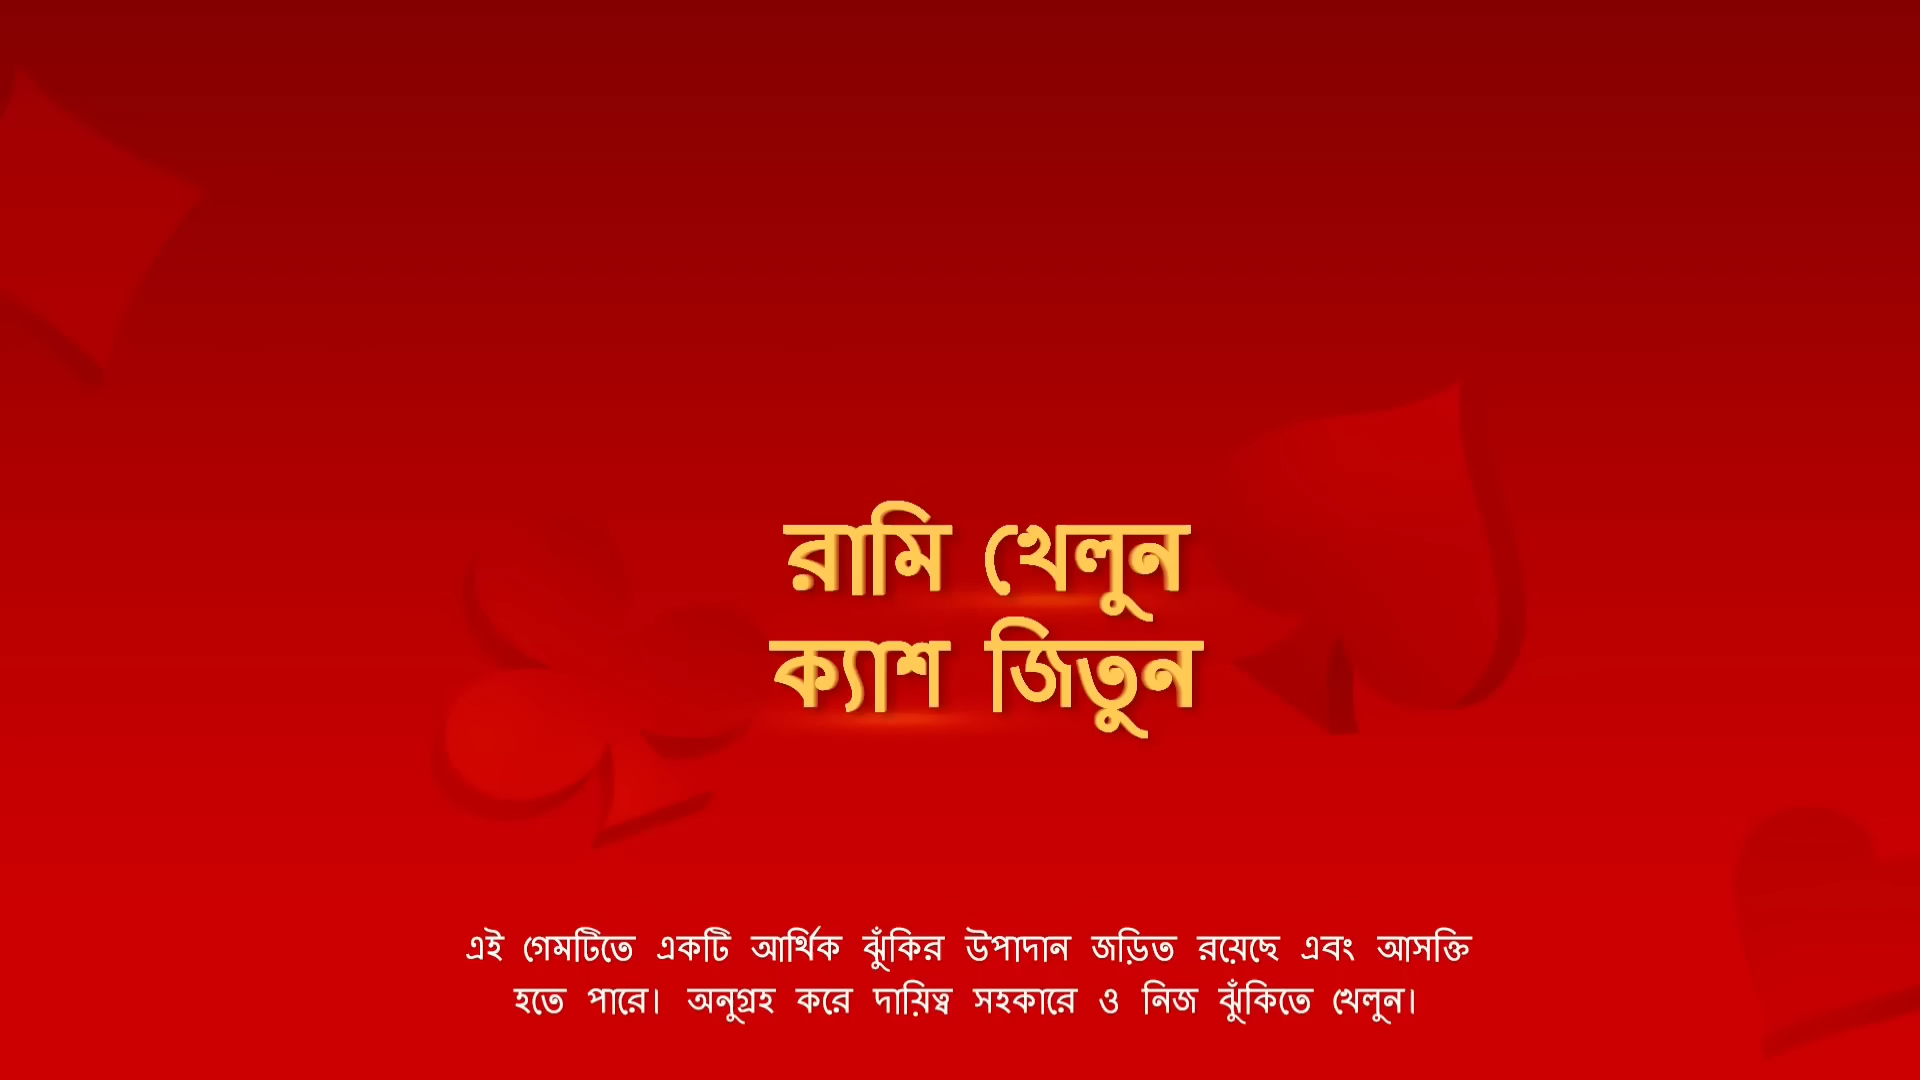 রামি খেলুন
ক্যাশ জিতুন
এই গেমটিতে একটি আর্থিক ঝুঁকির উপাদান জড়িত রয়েছে এবং আসক্তি
হতে পারে। অনুগ্রহ করে দায়িত্ব সহকারে ও নিজ ঝুঁকিতে খেলুন।